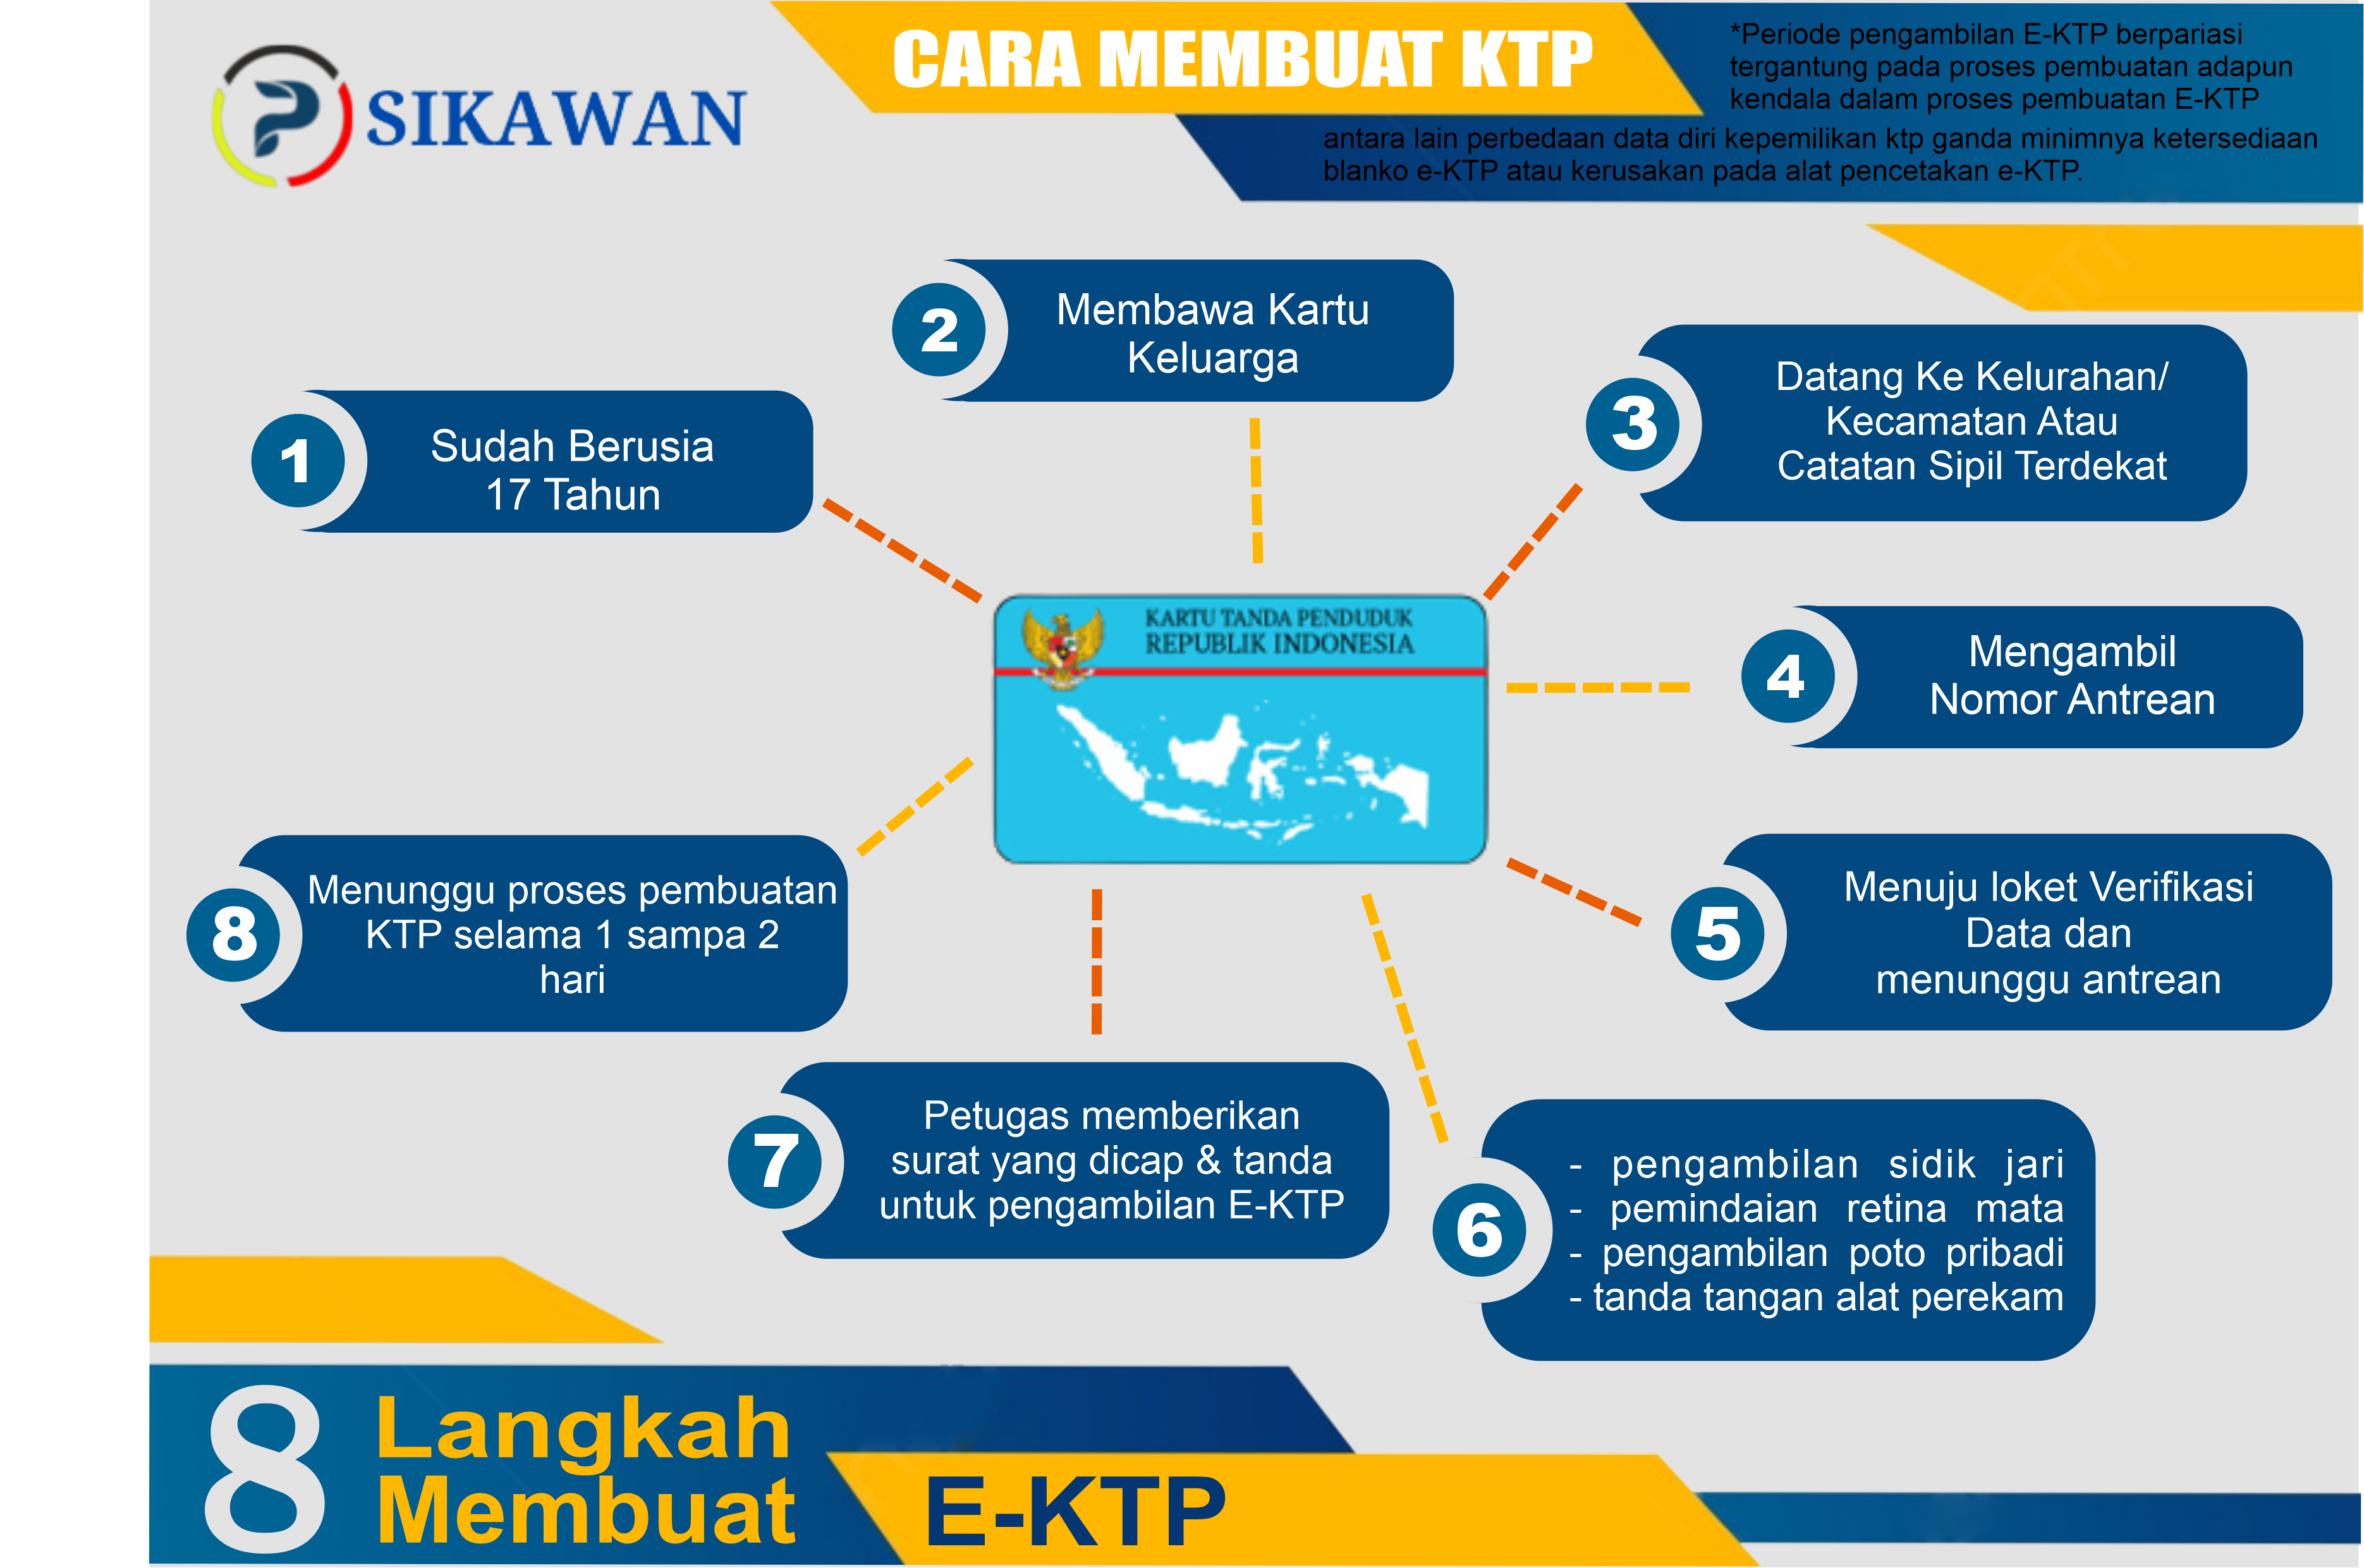 SIKAWAN
CARA MEMBUAT KTP
*Periode pengambilan E-KTP berpariasi
tergantung pada proses pembuatan adapun
kendala dalam proses pembuatan E-KTP
antara lain perbedaan data diri kepemilikan ktp ganda minimnya ketersediaan
blanko e-KTP atau kerusakan pada alat pencetakan e-KTP.
1
Sudah Berusia
17 Tahun
2
Membawa Kartu
Keluarga
3
Datang Ke Kelurahan/
Kecamatan Atau
Catatan Sipil Terdekat
KARTU TANDA PENDUDUK
REPUBLIK INDONESIA
4
Mengambil
Nomor Antrean
5
Menuju loket Verifikasi
Data dan
menunggu antrean
6
- pengambilan sidik jari
- pemindaian retina mata
- pengambilan poto pribadi
- tanda tangan alat perekam
7
Petugas memberikan
surat yang dicap & tanda
untuk pengambilan E-KTP
8
Menunggu proses pembuatan
KTP selama 1 sampa 2
hari
8 Langkah
Membuat
E-KTP